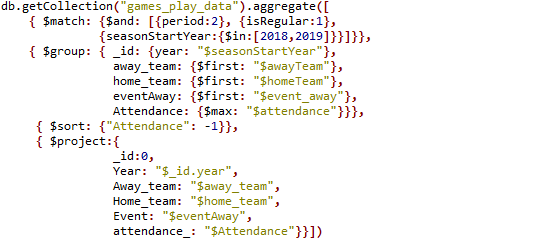 db.getCollection("games_play_data").aggregate([
{ $match: {$and: [{period:2}, {isRegular:1},
{seasonStartYear:{$in:[2018,2019]}}]}},
{ $group: { _id: {year: "$seasonStartYear"},
away_team: {$first: "$awayTeam"},
home_team: {$first: "$homeTeam"},
eventAway: {$first: "$event_away"},
Attendance: {$max: "$attendance"}}},
{ $sort: {"Attendance": -1}},
{ $project:{
_id:0,
Year: "$_id.year",
Away_team: "$away_team",
Home_team: "$home_team",
Event: "$eventAway",
attendance_: "$Attendance"}}])